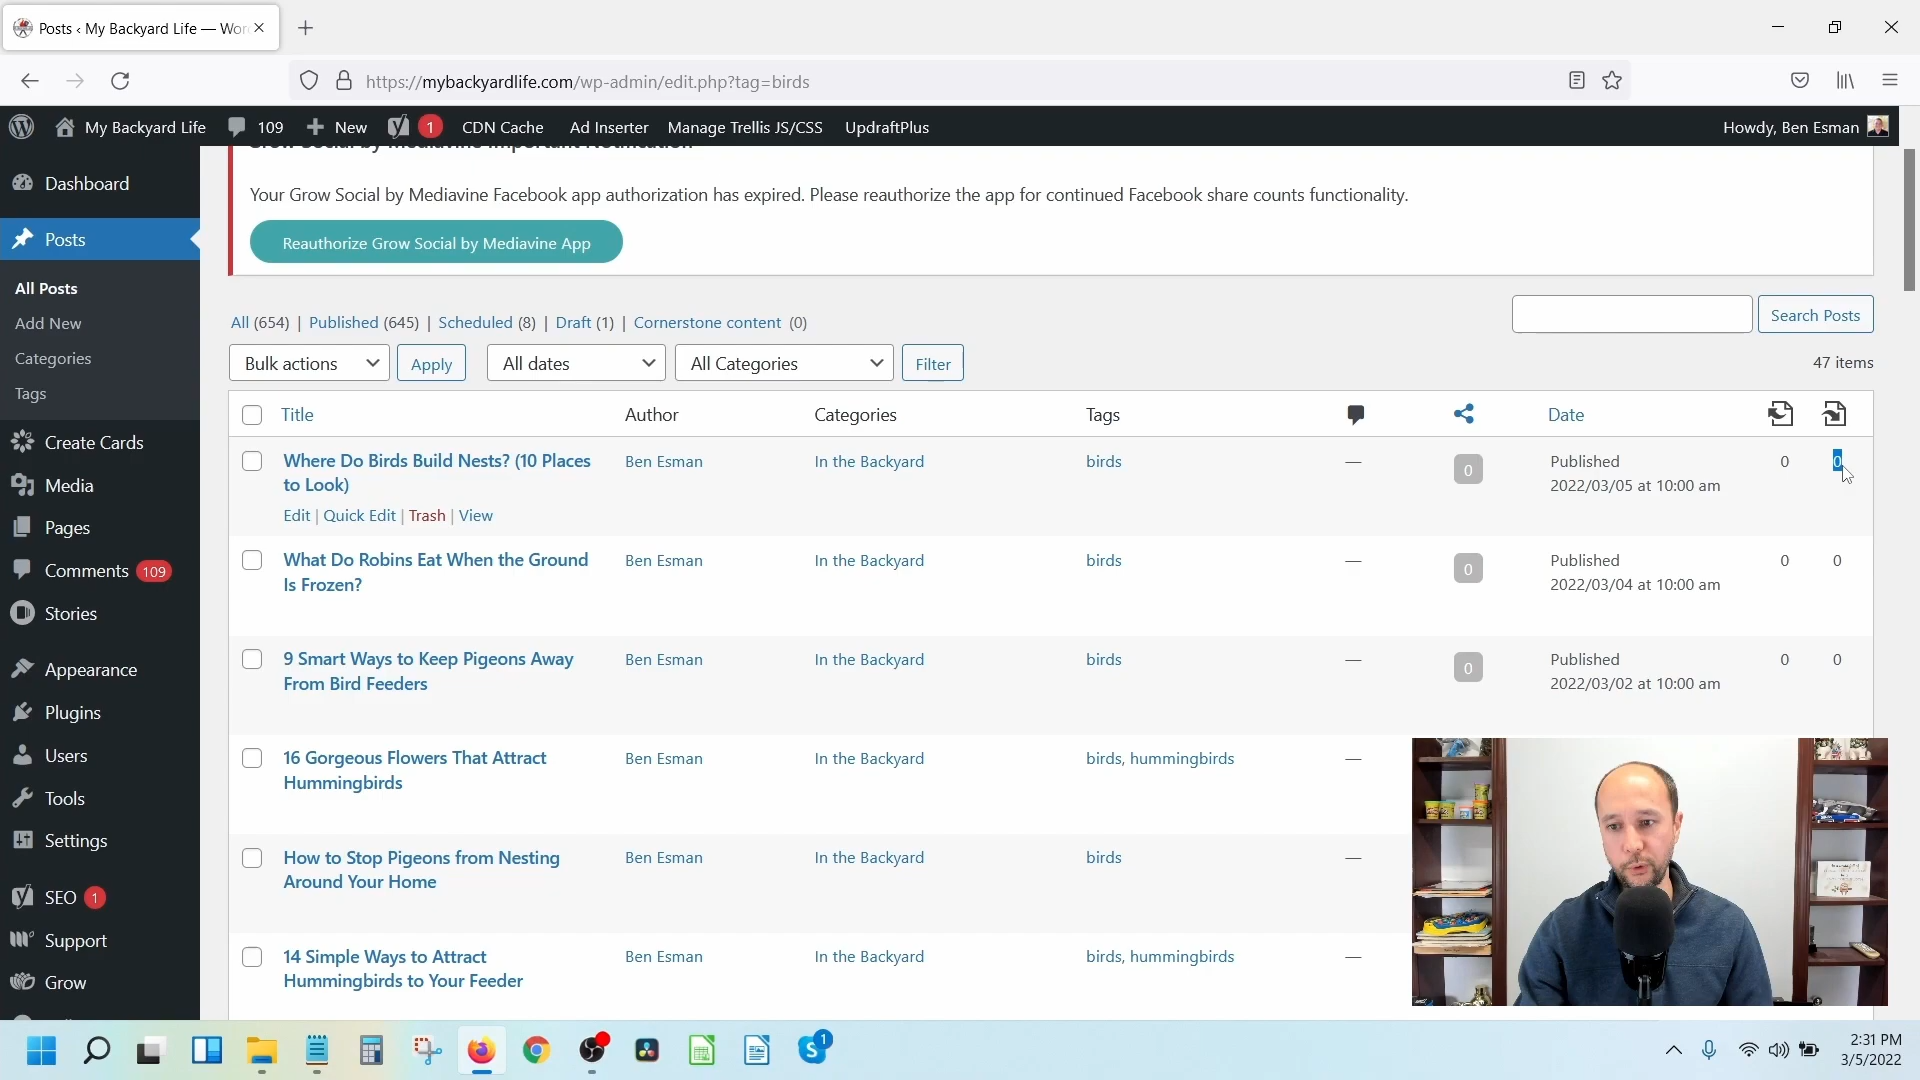 Posts ‹ My Backyard Life — Wor
https://mybackyardlife.com/wp-admin/edit.php?tag=birds
My Backyard Life 109 New 1 CDN Cache Ad Inserter Manage Trellis JS/CSS UpdraftPlus Howdy, Ben Esman
Dashboard
Posts
All Posts
Add New
Categories
Tags
Create Cards
Media
Pages
Comments 109
Stories
Appearance
Plugins
Users
Tools
Settings
SEO 1
Support
Grow
Grow Social by Mediavine Important Notification
Your Grow Social by Mediavine Facebook app authorization has expired. Please reauthorize the app for continued Facebook share counts functionality.
Reauthorize Grow Social by Mediavine App
All (654) | Published (645) | Scheduled (8) | Draft (1) | Cornerstone content (0)
Search Posts
Bulk actions Apply All dates All Categories Filter
47 items
Title Author Categories Tags Date
Where Do Birds Build Nests? (10 Places Ben Esman In the Backyard birds — 0 Published 0 0
to Look) 2022/03/05 at 10:00 am
Edit | Quick Edit | Trash | View
What Do Robins Eat When the Ground Ben Esman In the Backyard birds — 0 Published 0 0
Is Frozen? 2022/03/04 at 10:00 am
9 Smart Ways to Keep Pigeons Away Ben Esman In the Backyard birds — 0 Published 0 0
From Bird Feeders 2022/03/02 at 10:00 am
16 Gorgeous Flowers That Attract Ben Esman In the Backyard birds, hummingbirds —
Hummingbirds
How to Stop Pigeons from Nesting Ben Esman In the Backyard birds —
Around Your Home
14 Simple Ways to Attract Ben Esman In the Backyard birds, hummingbirds —
Hummingbirds to Your Feeder
S 1
2:31 PM
3/5/2022